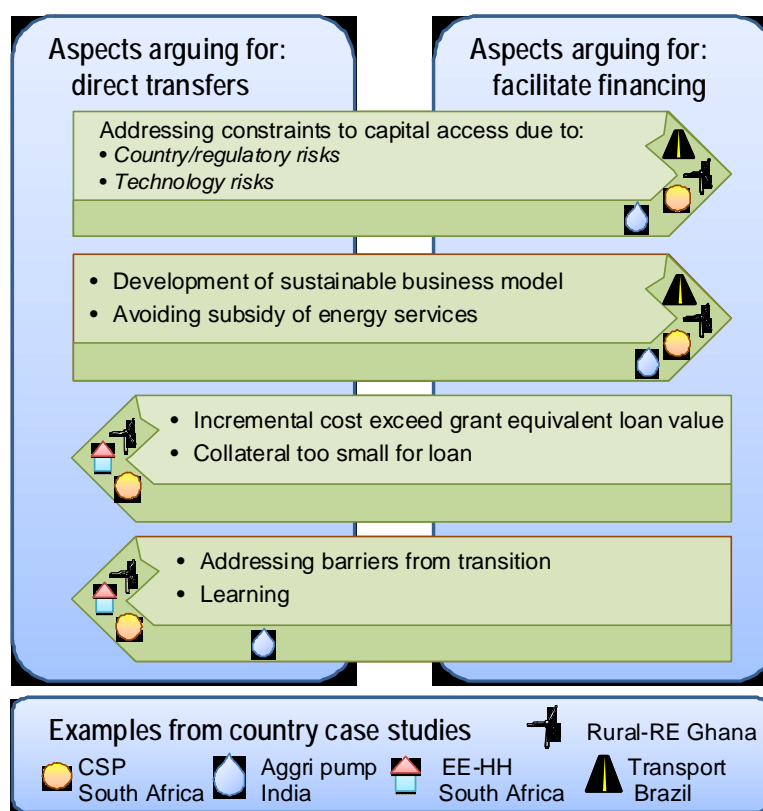 Aspects arguing for:
direct transfers
Aspects arguing for:
facilitate financing
Addressing constraints to capital access due to:
• Country/regulatory risks
• Technology risks
• Development of sustainable business model
• Avoiding subsidy of energy services
• Incremental cost exceed grant equivalent loan value
• Collateral too small for loan
• Addressing barriers from transition
• Learning
Examples from country case studies
Rural-RE Ghana
CSP
South Africa
Aggri pump
India
EE-HH
South Africa
Transport
Brazil